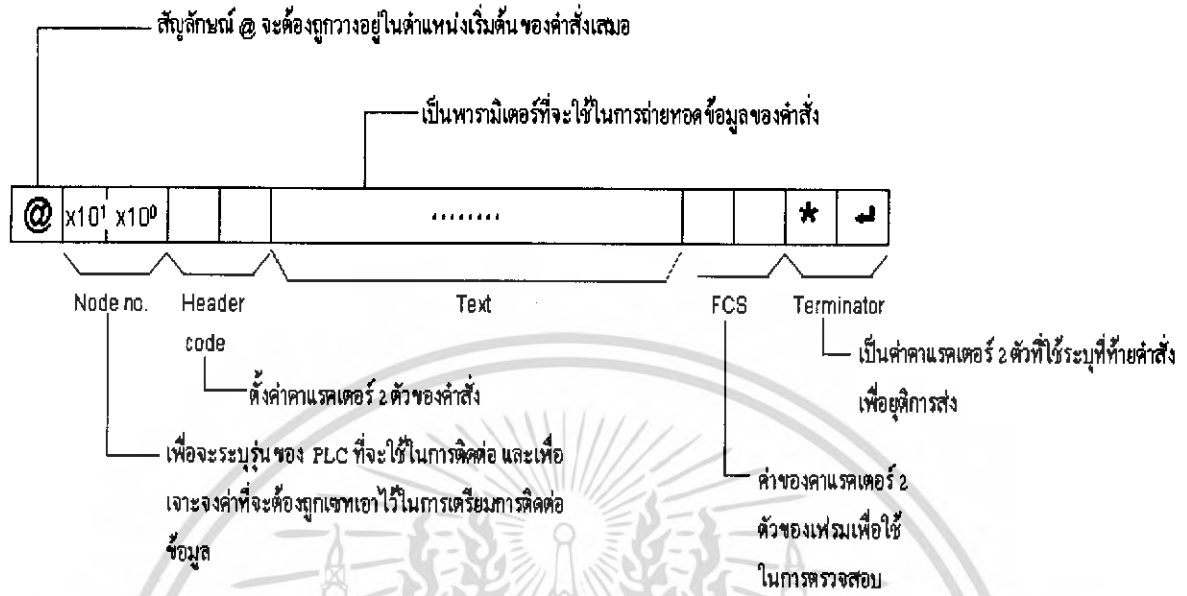 สัญลักษณ์ @ จะต้องถูกวางอยู่ในตำแหน่งเริ่มต้นของคำสั่งเสมอ
เป็นพารามิเตอร์ที่จะใช้ในการถ่ายทอดข้อมูลของคำสั่ง
@ x10¹ x10⁰ ........ * ↵
Node no. Header Text FCS Terminator
code
เป็นค่าคาแรคเตอร์ 2 ตัวที่ใช้ระบุที่ท้ายคำสั่ง
เพื่อยุติการส่ง
ตั้งค่าคาแรคเตอร์ 2 ตัวของคำสั่ง
เพื่อจะระบุรุ่นของ PLC ที่จะใช้ในการติดต่อ และเพื่อ
เจาะจงค่าที่จะต้องถูกเซทเอาไว้ในการเตรียมการติดต่อ
ข้อมูล
ค่าของคาแรคเตอร์ 2
ตัวของเฟรมเพื่อใช้
ในการตรวจสอบ